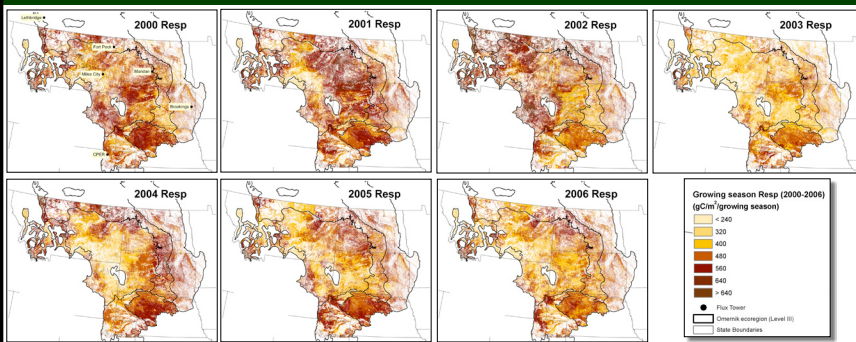 2000 Resp
Lethbridge
Fort Peck
Miles City
Mandan
Brookings
CPER
2001 Resp
2002 Resp
2003 Resp
2004 Resp
2005 Resp
2006 Resp
Growing season Resp (2000-2006)
(gC/m²/growing season)
< 240
320
400
480
560
640
> 640
Flux Tower
Omernik ecoregion (Level III)
State Boundaries